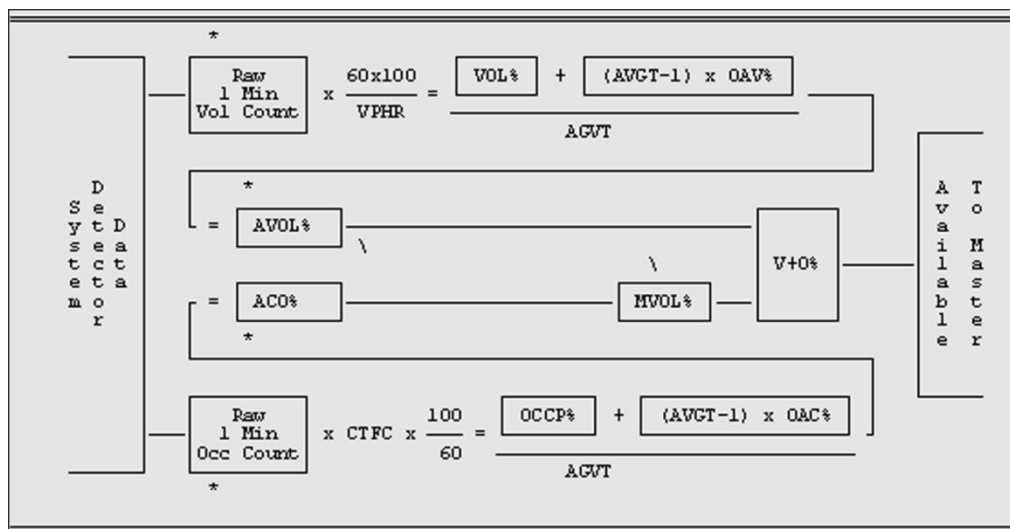 *
Raw
1 Min
Vol Count
x 60x100 =
VPHR
VOL% + (AVGT-1) x OAV%
AGVT
System
Detector
Data
*
= AVOL%
\
\
V+O%
= ACO%
MVOL%
*
Available
To Master
Raw
1 Min
Occ Count
x CTFC x 100 =
60
OCCP% + (AVGT-1) x OAC%
AGVT
*